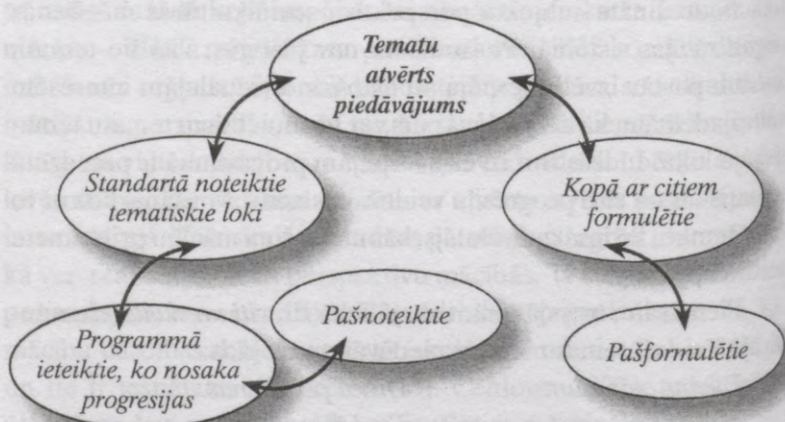 Tematu
atvērts
piedāvājums
Standartā noteiktie
tematiskie loki
Kopā ar citiem
formulētie
Programmā
ieteiktie, ko nosaka
progresijas
Pašnoteiktie
Pašformulētie